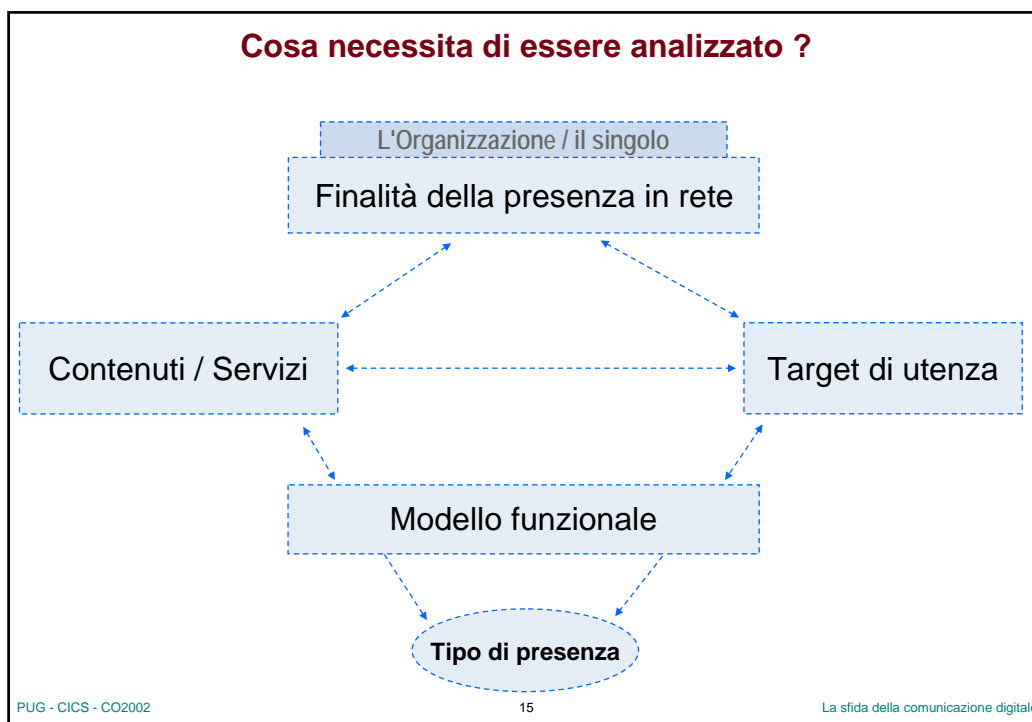 Cosa necessita di essere analizzato ?
L'Organizzazione / il singolo
Finalità della presenza in rete
Contenuti / Servizi
Target di utenza
Modello funzionale
Tipo di presenza
PUG - CICS - CO2002
15
La sfida della comunicazione digitale